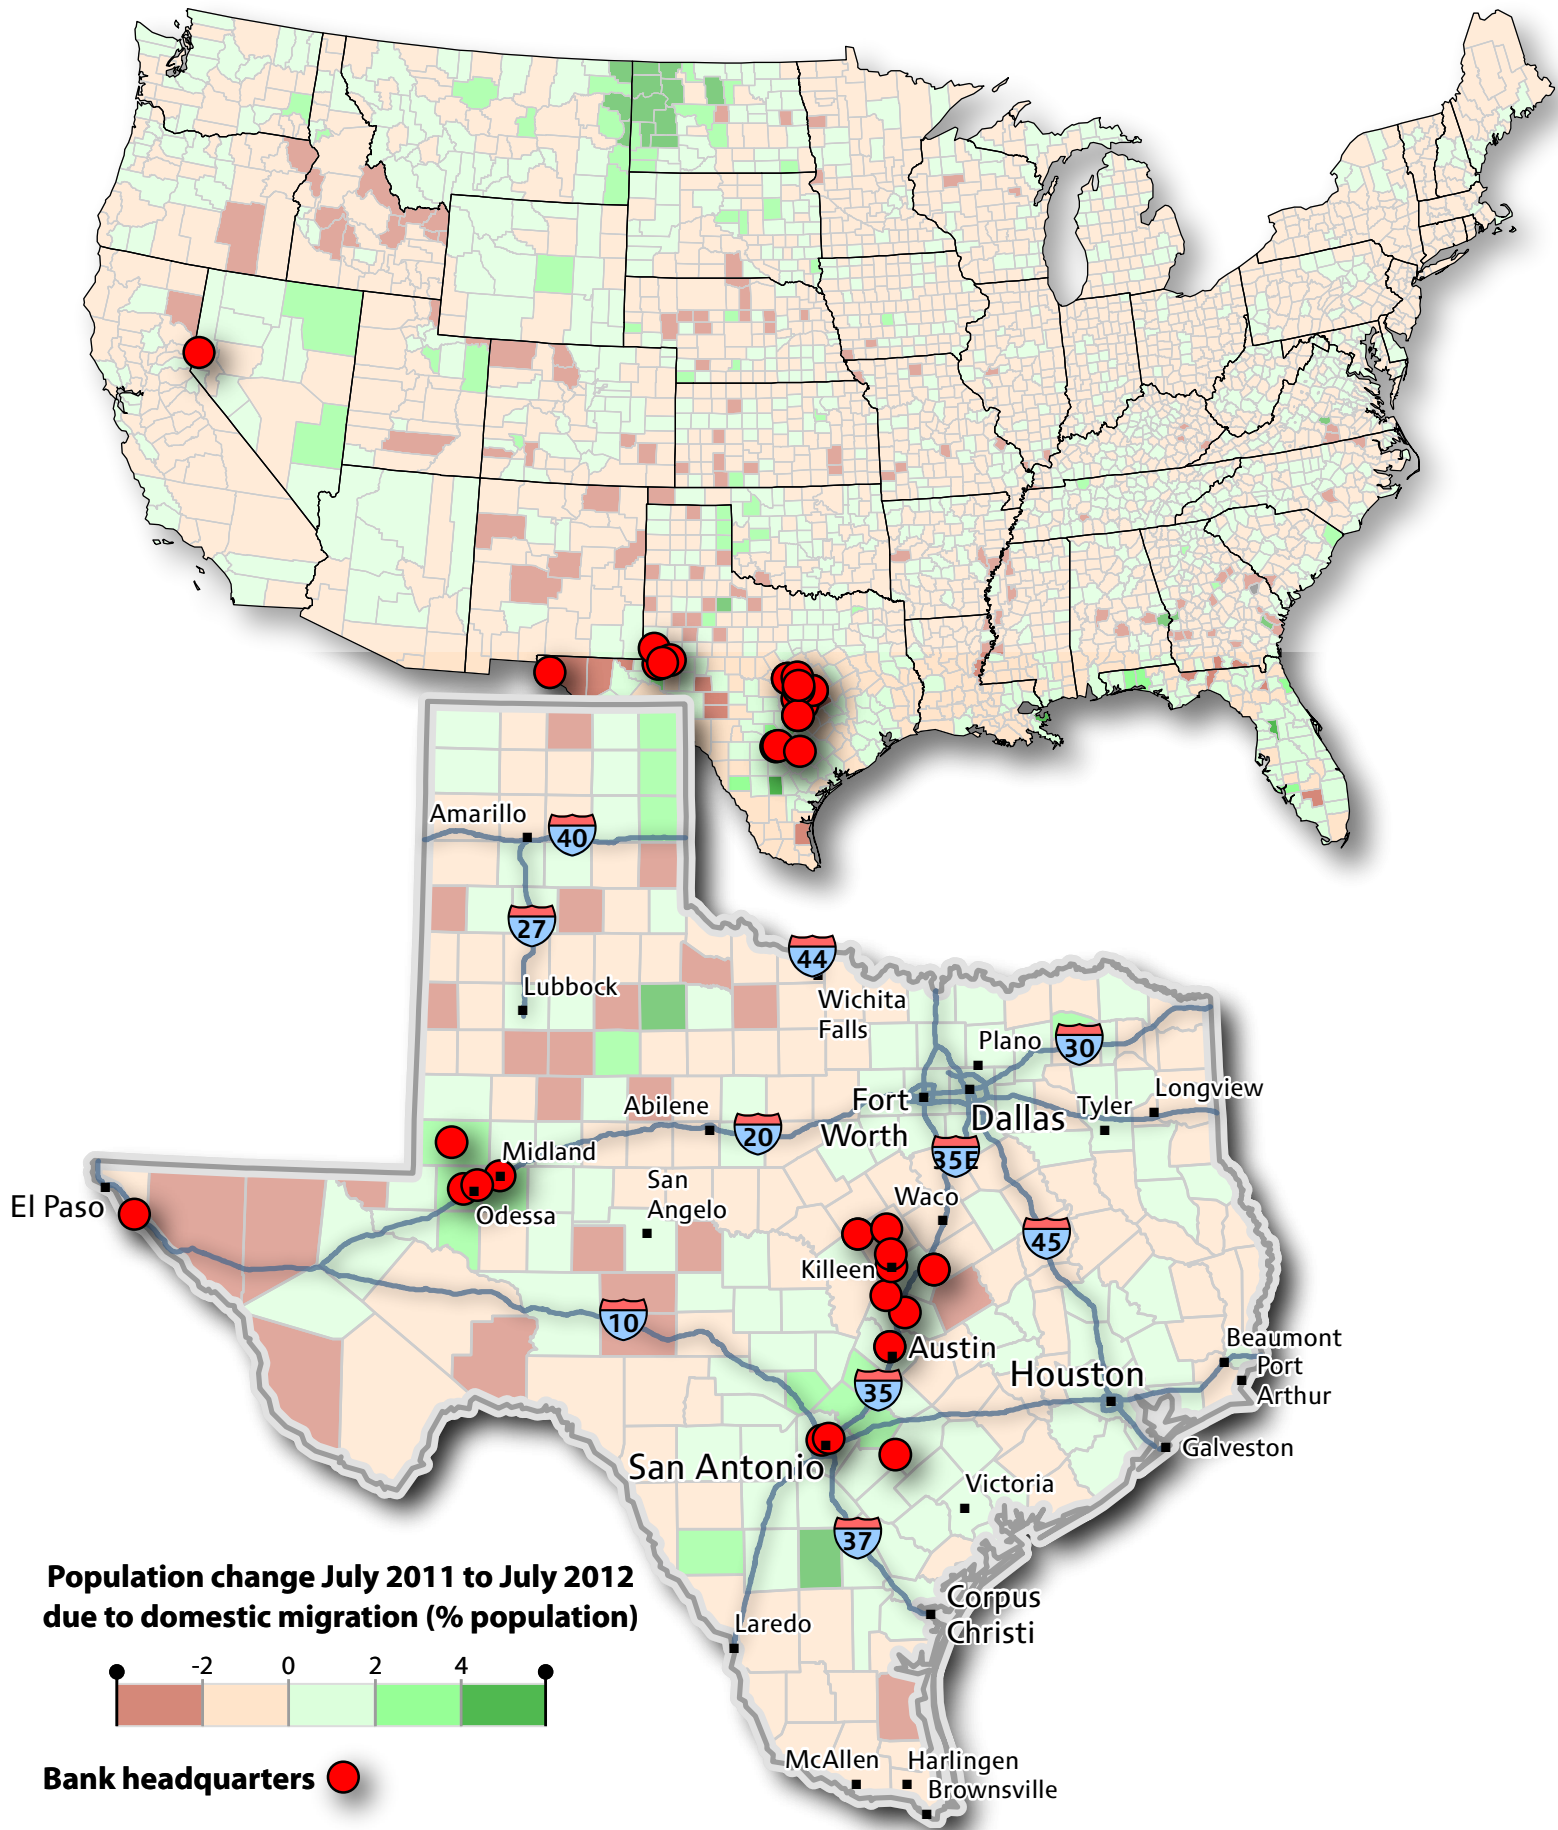 Amarillo
40
27
Lubbock
44
Wichita
Falls
Plano
30
Fort
Worth
Dallas
Tyler
Longview
Abilene
20
35E
Midland
El Paso
Odessa
San
Angelo
Waco
45
Killeen
10
Austin
Houston
Beaumont
Port
Arthur
35
Galveston
San Antonio
Victoria
37
Corpus
Christi
Laredo
McAllen
Harlingen
Brownsville
Population change July 2011 to July 2012
due to domestic migration (% population)
-2 0 2 4
Bank headquarters